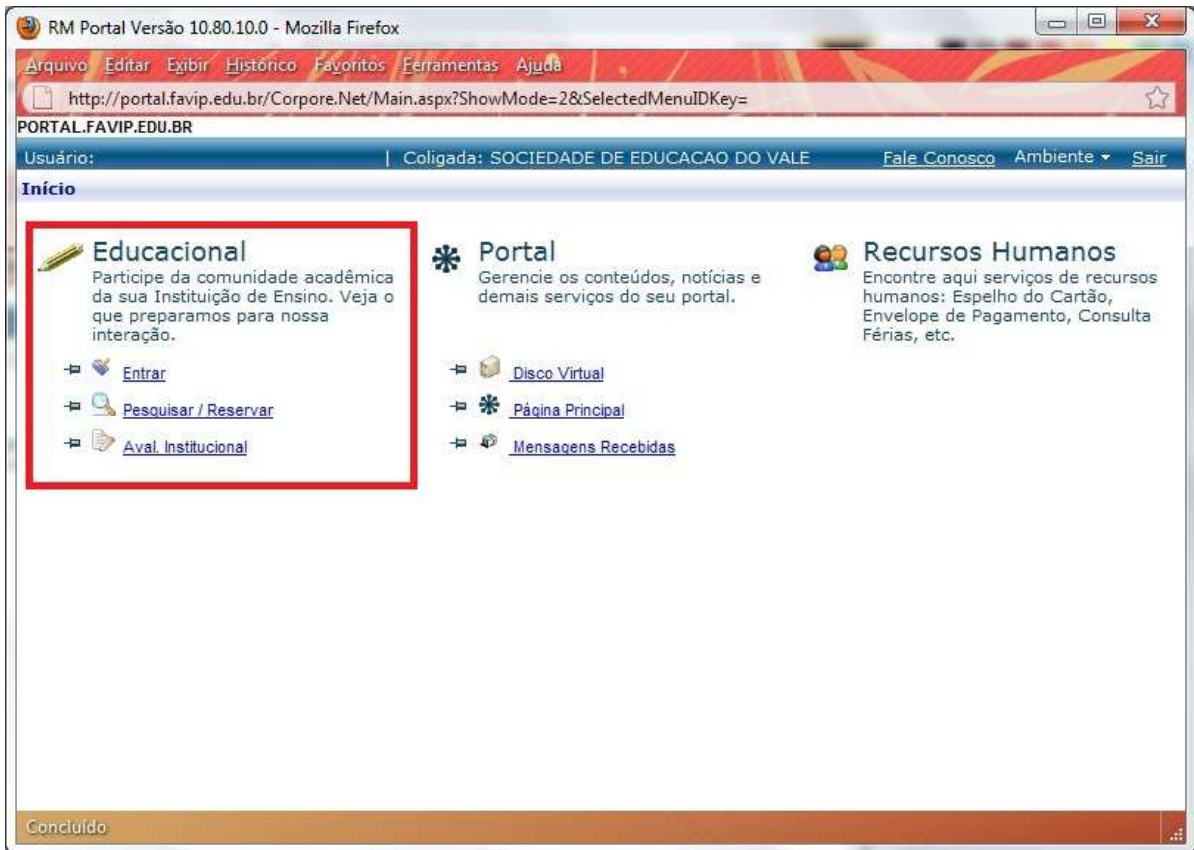 RM Portal Versão 10.80.10.0 - Mozilla Firefox
Arquivo Editar Exibir Histórico Favoritos Ferramentas Ajuda
http://portal.favip.edu.br/Corpore.Net/Main.aspx?ShowMode=2&SelectedMenuIDKey=
PORTAL.FAVIP.EDU.BR
Usuário: | Coligada: SOCIEDADE DE EDUCACAO DO VALE Fale Conosco Ambiente Sair
Início
Educacional
Participe da comunidade acadêmica
da sua Instituição de Ensino. Veja o
que preparamos para nossa
interação.
Entrar
Pesquisar / Reservar
Aval. Institucional
Portal
Gerencie os conteúdos, notícias e
demais serviços do seu portal.
Disco Virtual
Página Principal
Mensagens Recebidas
Recursos Humanos
Encontre aqui serviços de recursos
humanos: Espelho do Cartão,
Envelope de Pagamento, Consulta
Férias, etc.
Concluído